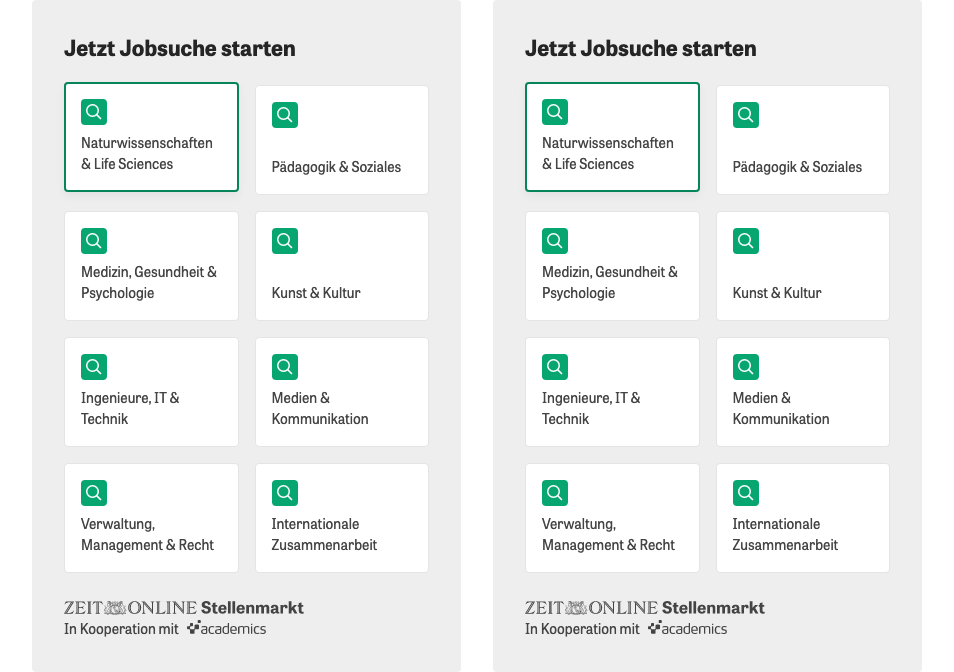 Jetzt Jobsuche starten
Naturwissenschaften
& Life Sciences
Pädagogik & Soziales
Medizin, Gesundheit &
Psychologie
Kunst & Kultur
Ingenieure, IT &
Technik
Medien &
Kommunikation
Verwaltung,
Management & Recht
Internationale
Zusammenarbeit
ZEIT ONLINE Stellenmarkt
In Kooperation mit academics
Jetzt Jobsuche starten
Naturwissenschaften
& Life Sciences
Pädagogik & Soziales
Medizin, Gesundheit &
Psychologie
Kunst & Kultur
Ingenieure, IT &
Technik
Medien &
Kommunikation
Verwaltung,
Management & Recht
Internationale
Zusammenarbeit
ZEIT ONLINE Stellenmarkt
In Kooperation mit academics